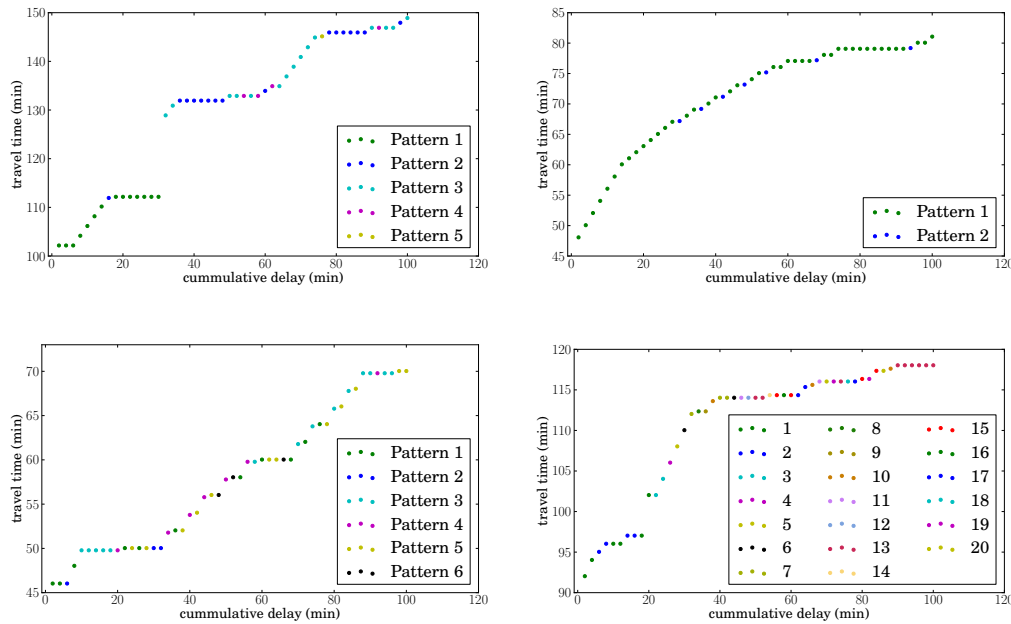 150
140
130
120
110
100
0 20 40 60 80 100 120
travel time (min)
cummulative delay (min)
Pattern 1
Pattern 2
Pattern 3
Pattern 4
Pattern 5
85
80
75
70
65
60
55
50
45
0 20 40 60 80 100 120
travel time (min)
cummulative delay (min)
Pattern 1
Pattern 2
70
65
60
55
50
45
0 20 40 60 80 100 120
travel time (min)
cummulative delay (min)
Pattern 1
Pattern 2
Pattern 3
Pattern 4
Pattern 5
Pattern 6
120
115
110
105
100
95
90
0 20 40 60 80 100 120
travel time (min)
cummulative delay (min)
1 8 15
2 9 16
3 10 17
4 11 18
5 12 19
6 13 20
7 14